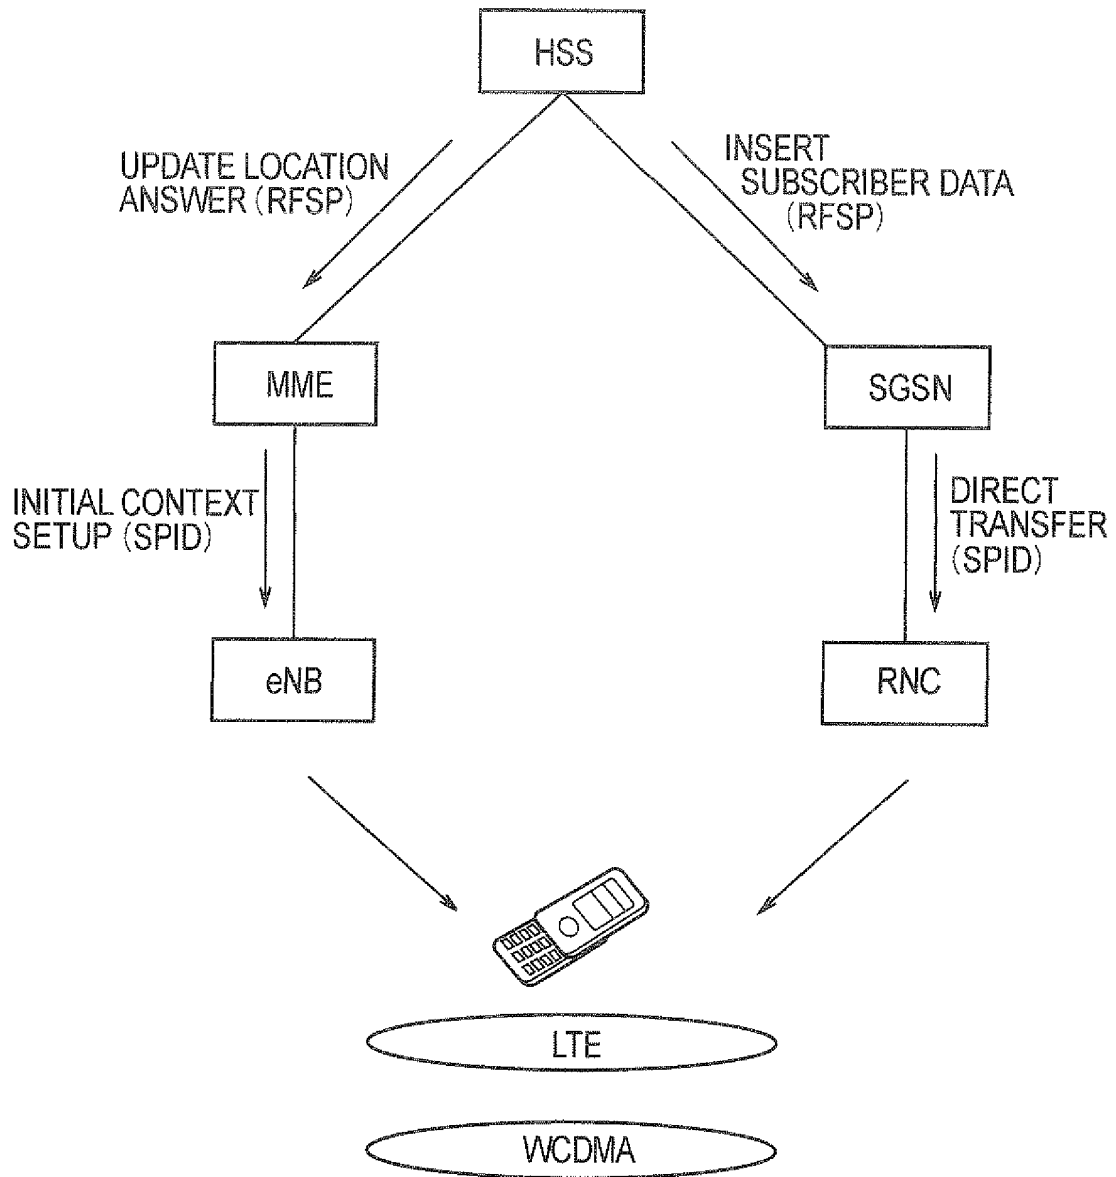 HSS
UPDATE LOCATION
ANSWER (RFSP)
INSERT
SUBSCRIBER DATA
(RFSP)
MME
SGSN
INITIAL CONTEXT
SETUP (SPID)
DIRECT
TRANSFER
(SPID)
eNB
RNC
LTE
WCDMA